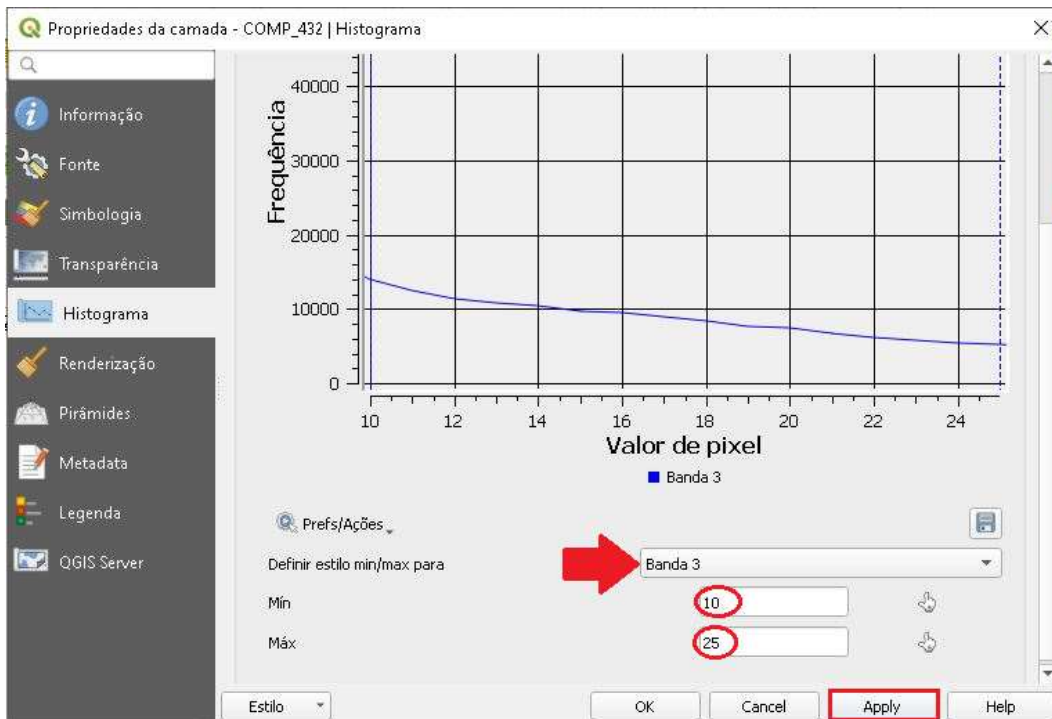 Propriedades da camada - COMP_432 | Histograma
Informação
Fonte
Simbologia
Transparência
Histograma
Renderização
Pirâmides
Metadata
Legenda
QGIS Server
Frequência
40000
30000
20000
10000
0
10 12 14 16 18 20 22 24
Valor de pixel
Banda 3
Prefs/Ações
Definir estilo min/max para Banda 3
Mín 10
Máx 25
Estilo OK Cancel Apply Help